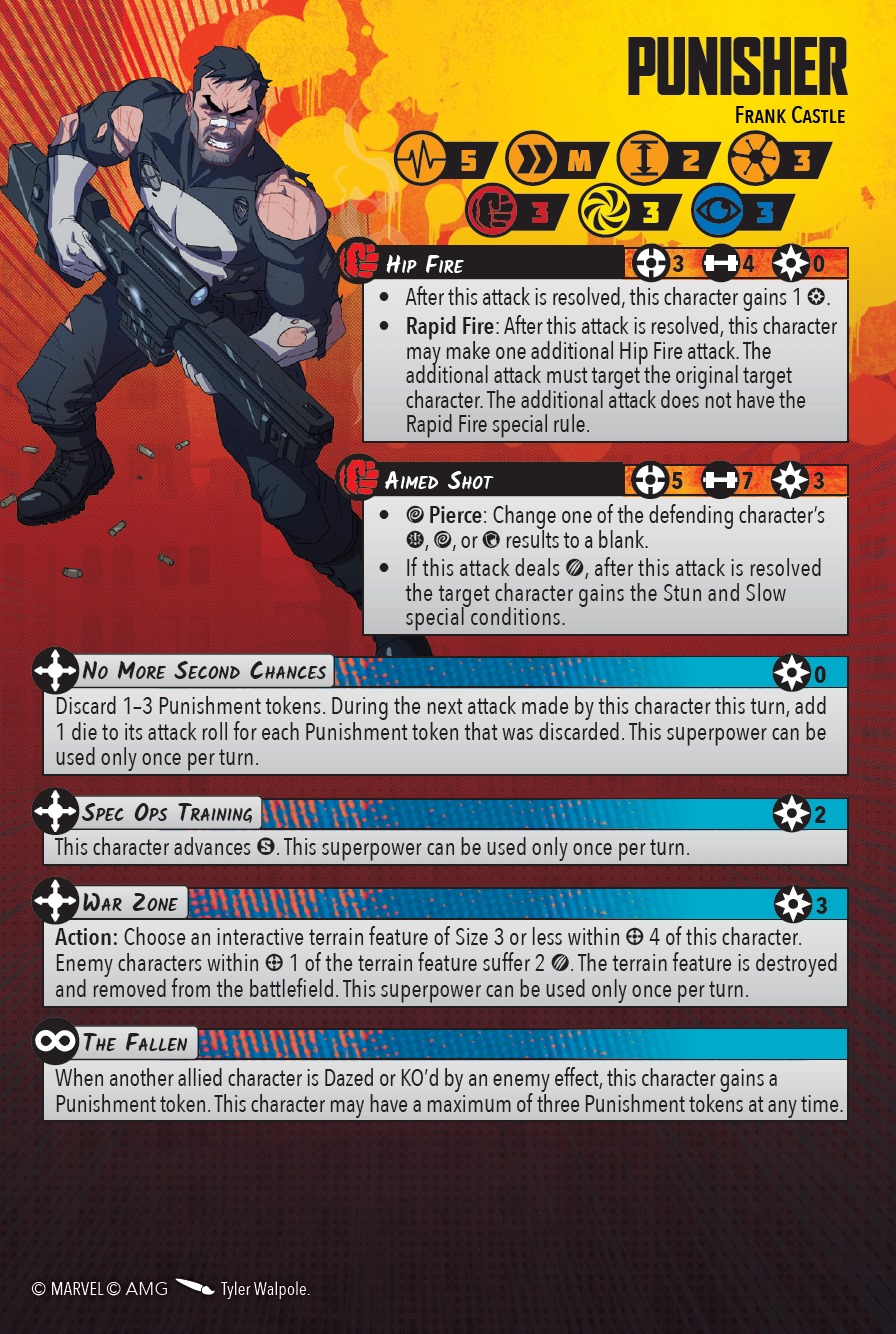 PUNISHER
FRANK CASTLE
5 M 2 3
3 3 3
HIP FIRE 3 4 0
• After this attack is resolved, this character gains 1 .
• Rapid Fire: After this attack is resolved, this character
may make one additional Hip Fire attack. The
additional attack must target the original target
character. The additional attack does not have the
Rapid Fire special rule.
AIMED SHOT 5 7 3
• Pierce: Change one of the defending character's
, , or results to a blank.
• If this attack deals , after this attack is resolved
the target character gains the Stun and Slow
special conditions.
NO MORE SECOND CHANCES 0
Discard 1–3 Punishment tokens. During the next attack made by this character this turn, add
1 die to its attack roll for each Punishment token that was discarded. This superpower can be
used only once per turn.
SPEC OPS TRAINING 2
This character advances S. This superpower can be used only once per turn.
WAR ZONE 3
Action: Choose an interactive terrain feature of Size 3 or less within 4 of this character.
Enemy characters within 1 of the terrain feature suffer 2 . The terrain feature is destroyed
and removed from the battlefield. This superpower can be used only once per turn.
THE FALLEN
When another allied character is Dazed or KO'd by an enemy effect, this character gains a
Punishment token. This character may have a maximum of three Punishment tokens at any time.
© MARVEL © AMG Tyler Walpole.